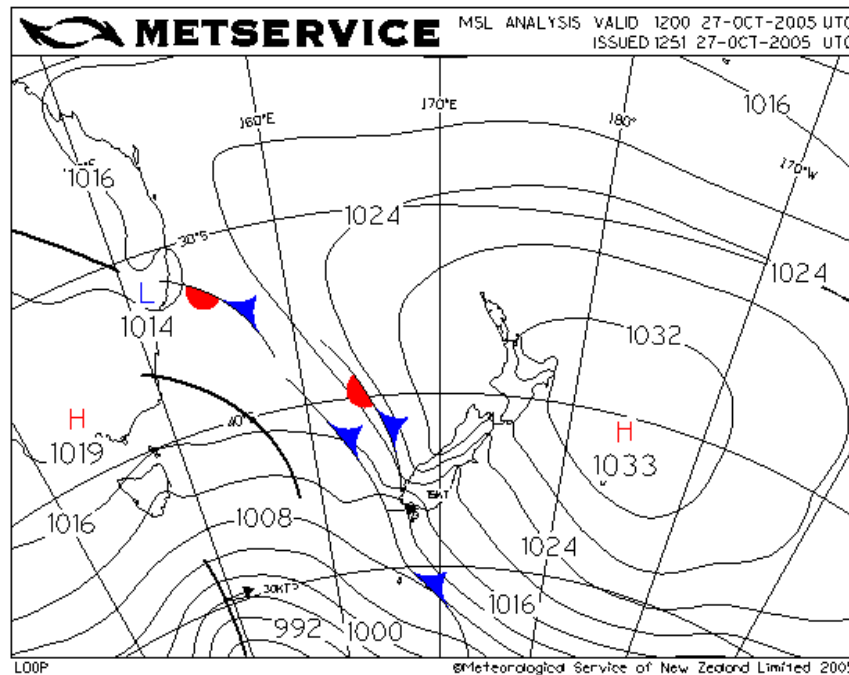 METSERVICE
MSL ANALYSIS VALID 1200 27-OCT-2005 UTC
ISSUED 1251 27-OCT-2005 UTC
1016
170°E
160°E
180°
170°W
1016
1024
30°S
1024
L
1014
1032
H
1019
40°
H
1033
15KT
1016
1008
1024
30KT
1016
992
1000
LOOP
©Meteorological Service of New Zealand Limited 2005